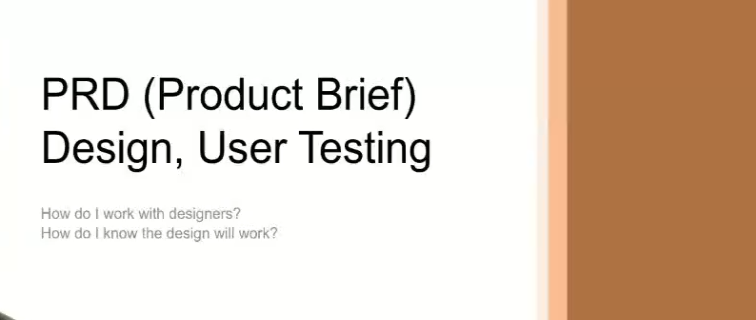 PRD (Product Brief)
Design, User Testing
How do I work with designers?
How do I know the design will work?